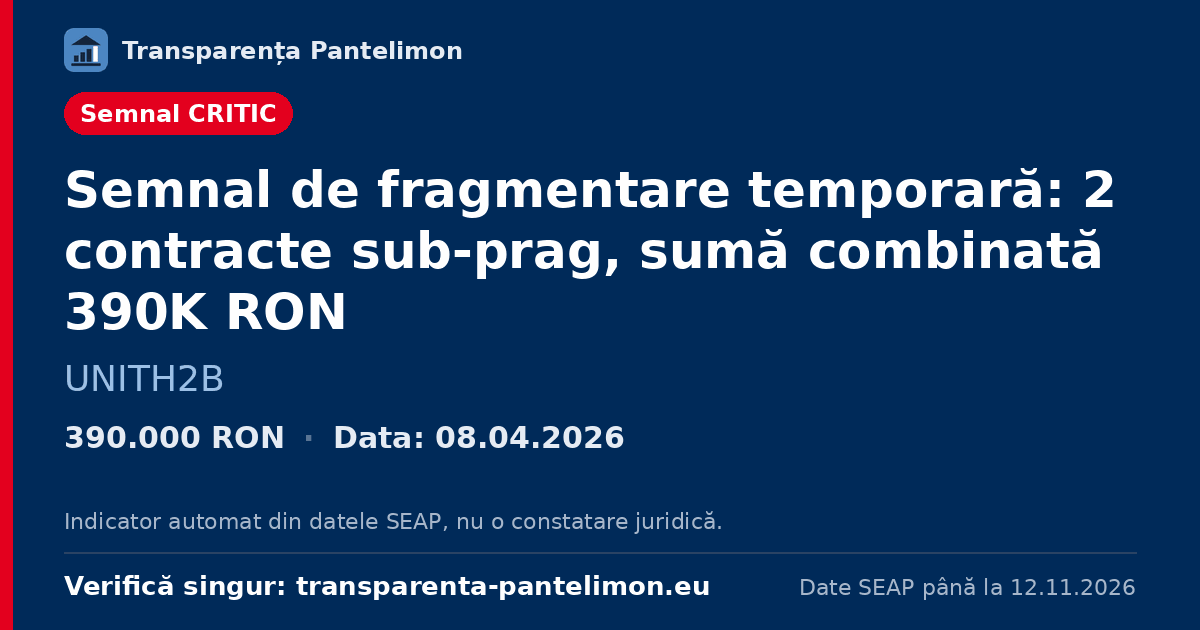 Transparența Pantelimon
Semnal CRITIC
Semnal de fragmentare temporară: 2
contracte sub-prag, sumă combinată
390K RON
UNITH2B
390.000 RON · Data: 08.04.2026
Indicator automat din datele SEAP, nu o constatare juridică.
Verifică singur: transparenta-pantelimon.eu
Date SEAP până la 12.11.2026